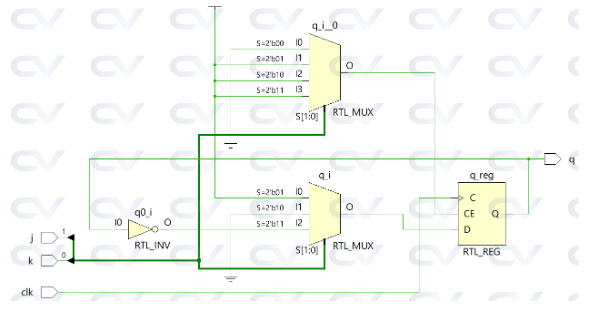 q_i__0
S=2'b00 I0
S=2'b01 I1
S=2'b10 I2
S=2'b11 I3
O
S[1:0]
RTL_MUX
q
q_i
q_reg
S=2'b01 I0
S=2'b10 I1
S=2'b11 I2
O
S[1:0]
RTL_MUX
C
CE Q
D
RTL_REG
q0_i
I0 O
RTL_INV
j 1
k 0
clk
CV